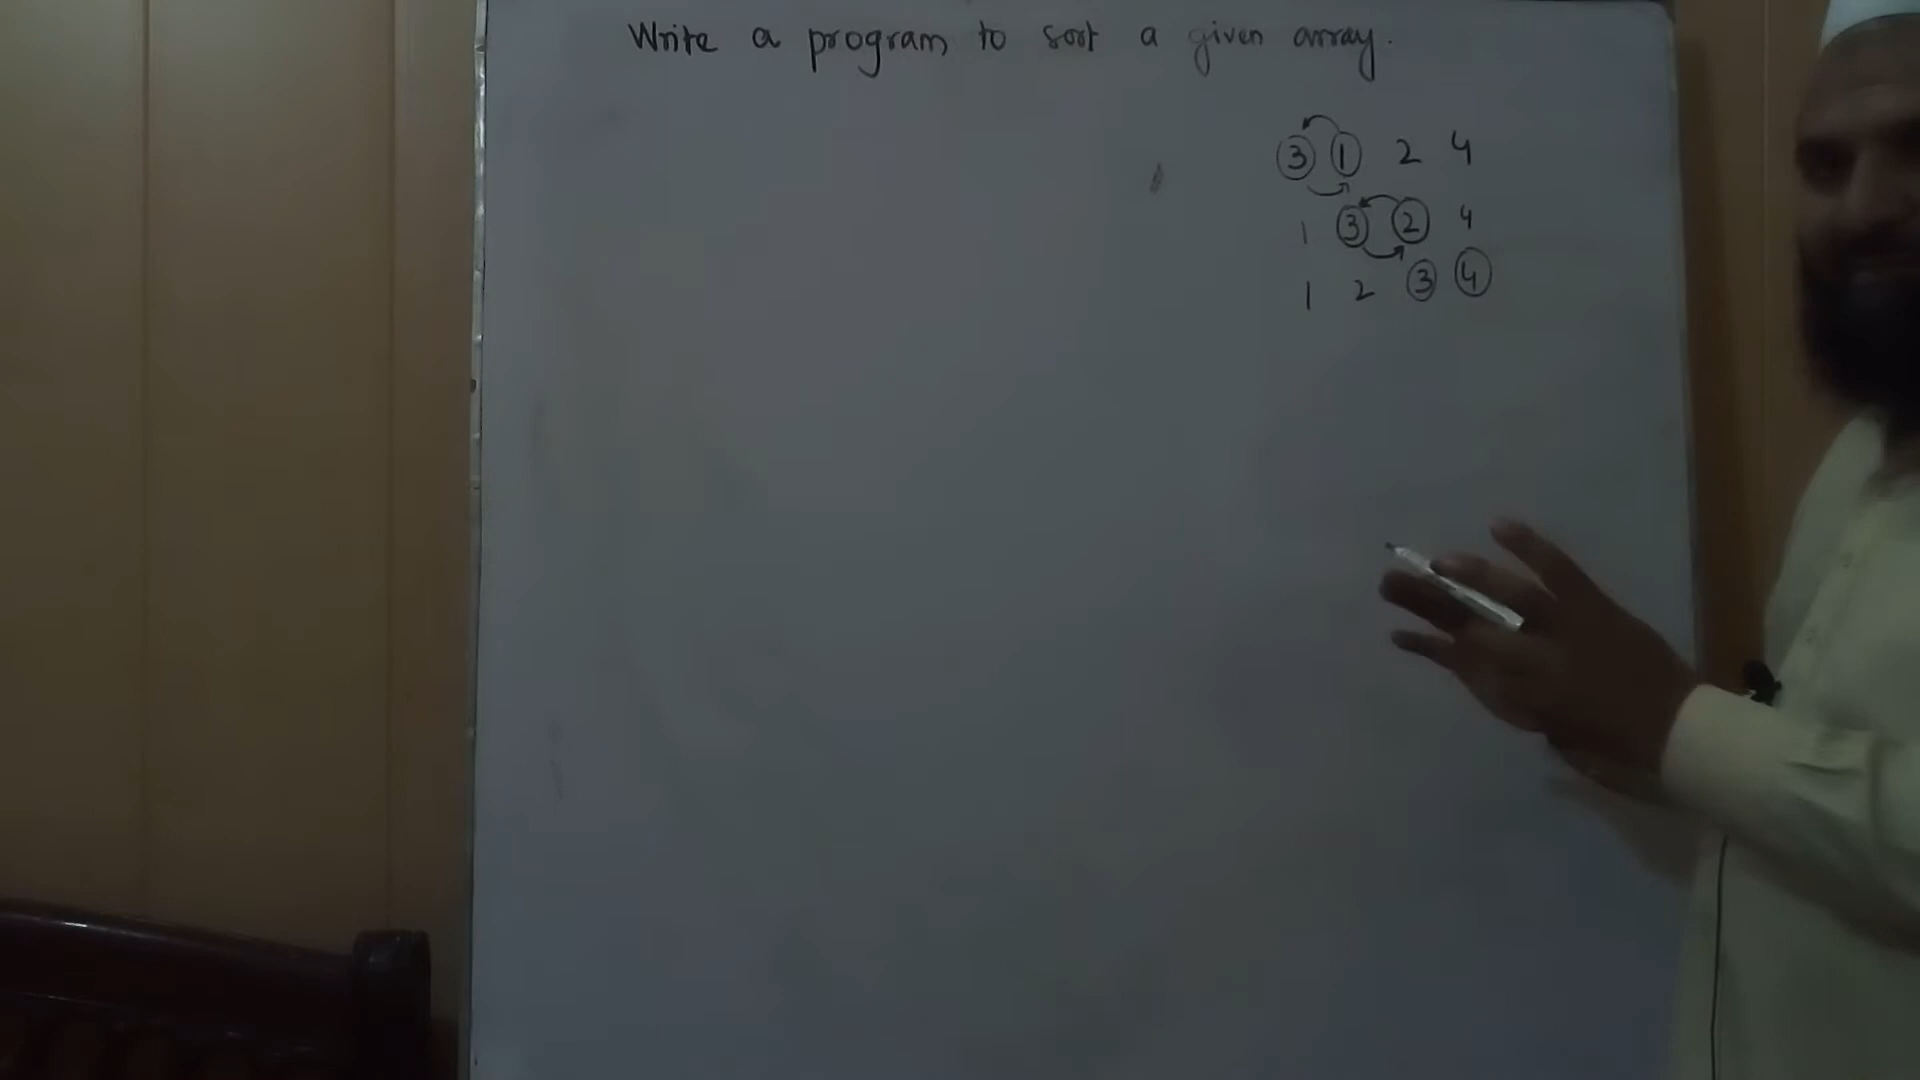 Write a program to sort a given array.
3 1 2 4
1 3 2 4
1 2 3 4